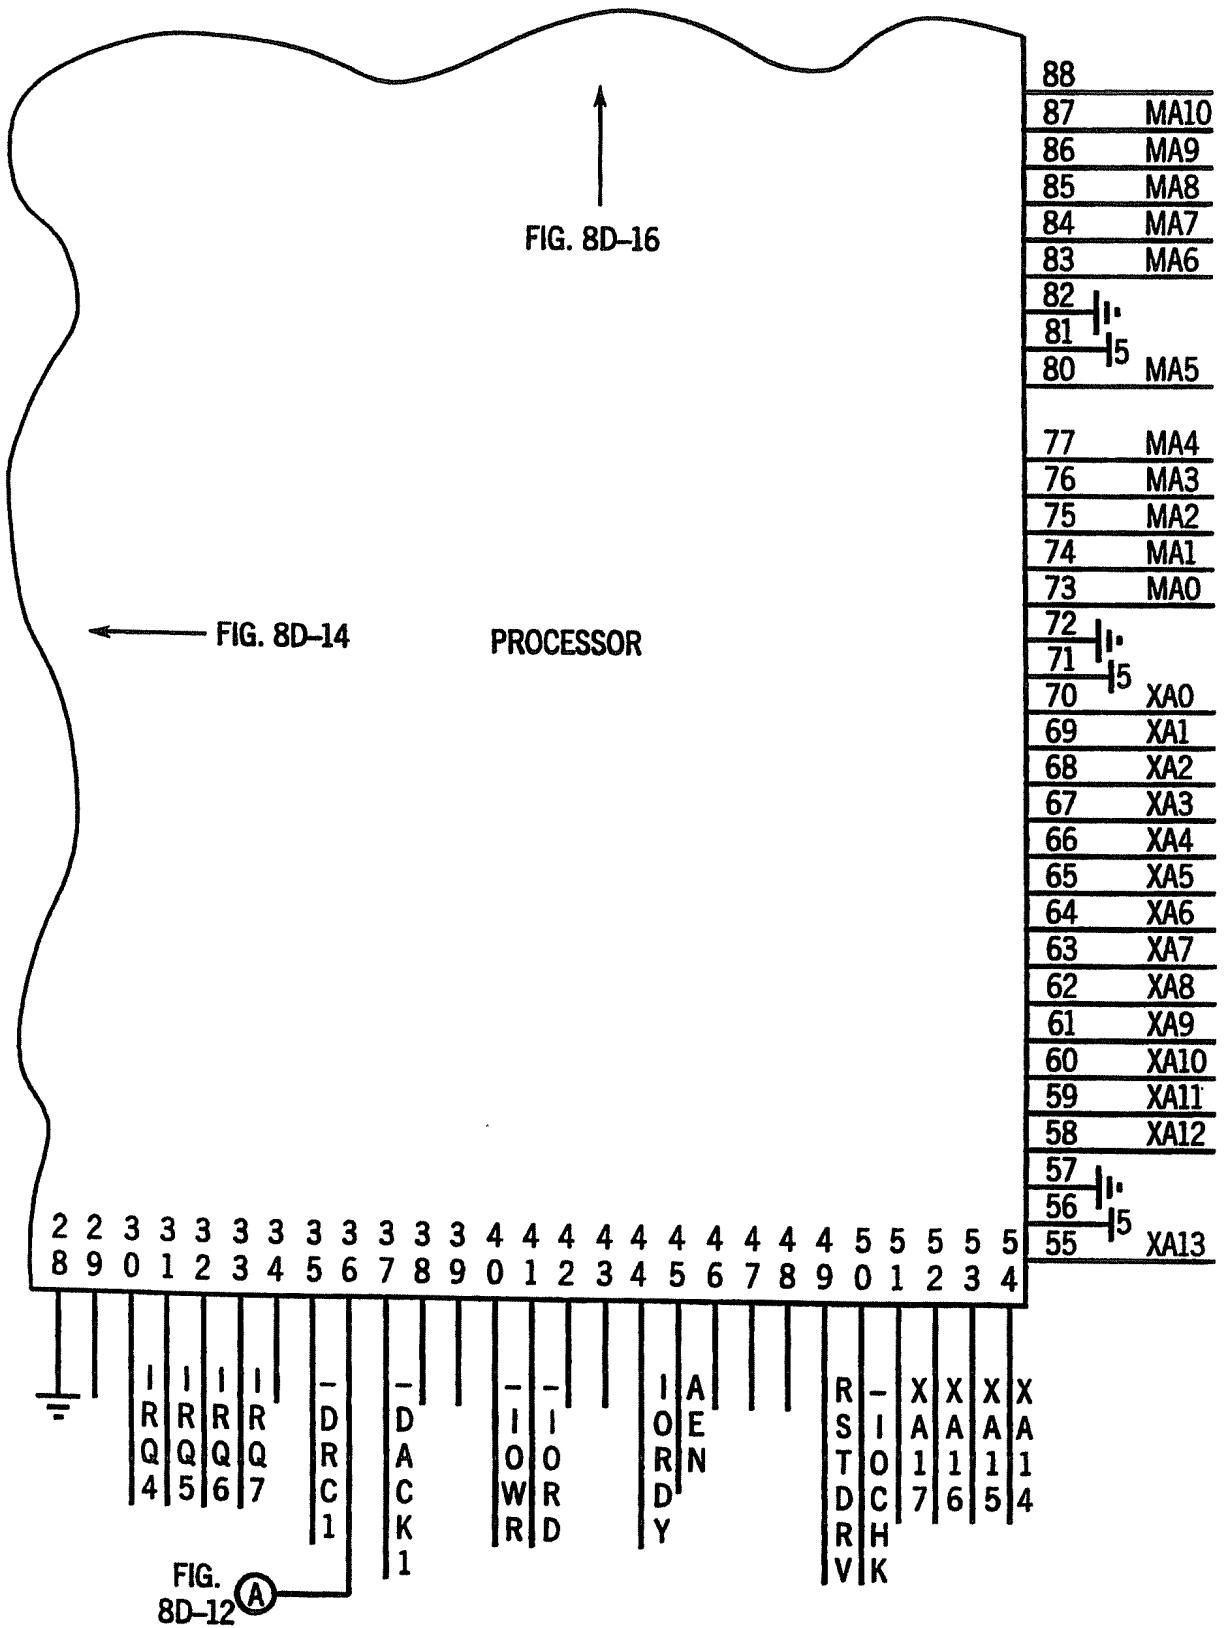 88
87 MA10
86 MA9
85 MA8
84 MA7
83 MA6
82
81 5
80 MA5
77 MA4
76 MA3
75 MA2
74 MA1
73 MA0
72
71 5
70 XA0
69 XA1
68 XA2
67 XA3
66 XA4
65 XA5
64 XA6
63 XA7
62 XA8
61 XA9
60 XA10
59 XA11
58 XA12
57
56 5
55 XA13
FIG. 8D–16
FIG. 8D–14
PROCESSOR
28 29 30 31 32 33 34 35 36 37 38 39 40 41 42 43 44 45 46 47 48 49 50 51 52 53 54
IRQ4
IRQ5
IRQ6
IRQ7
–DRC1
–DACK1
–IOWR
–IORD
IORDY
AEN
RSTDRV
–IOCHK
XA17
XA16
XA15
XA14
FIG.
8D–12
A